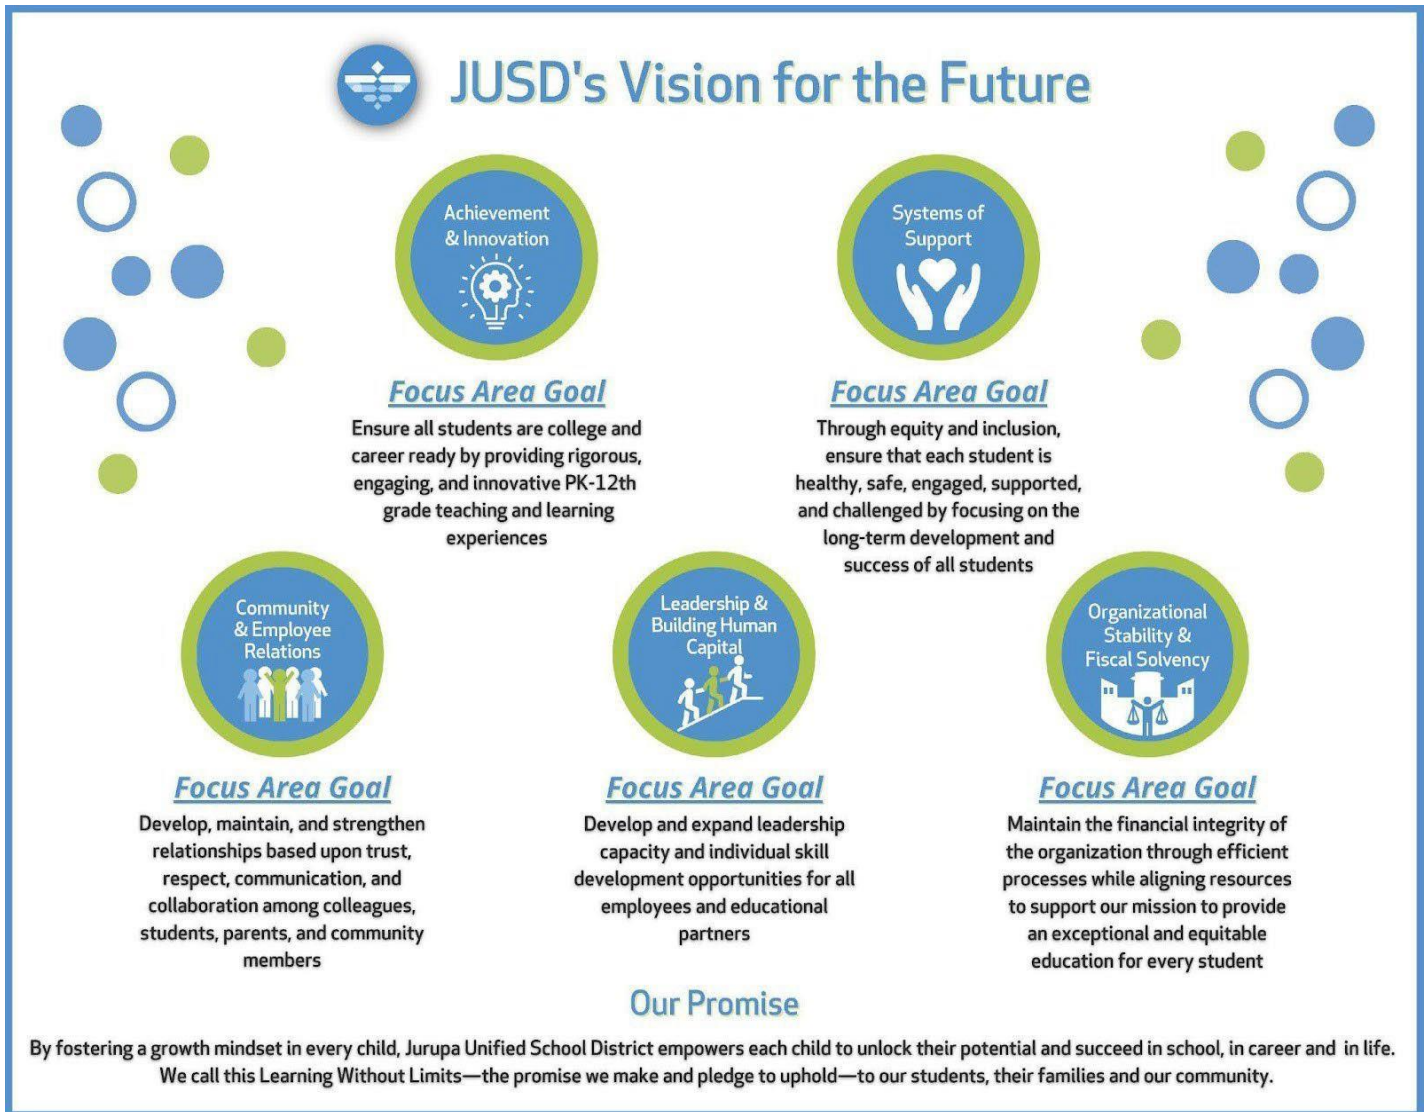 JUSD's Vision for the Future
Achievement
& Innovation
Focus Area Goal
Ensure all students are college and
career ready by providing rigorous,
engaging, and innovative PK-12th
grade teaching and learning
experiences
Systems of
Support
Focus Area Goal
Through equity and inclusion,
ensure that each student is
healthy, safe, engaged, supported,
and challenged by focusing on the
long-term development and
success of all students
Community
& Employee
Relations
Focus Area Goal
Develop, maintain, and strengthen
relationships based upon trust,
respect, communication, and
collaboration among colleagues,
students, parents, and community
members
Leadership &
Building Human
Capital
Focus Area Goal
Develop and expand leadership
capacity and individual skill
development opportunities for all
employees and educational
partners
Organizational
Stability &
Fiscal Solvency
Focus Area Goal
Maintain the financial integrity of
the organization through efficient
processes while aligning resources
to support our mission to provide
an exceptional and equitable
education for every student
Our Promise
By fostering a growth mindset in every child, Jurupa Unified School District empowers each child to unlock their potential and succeed in school, in career and in life.
We call this Learning Without Limits—the promise we make and pledge to uphold—to our students, their families and our community.